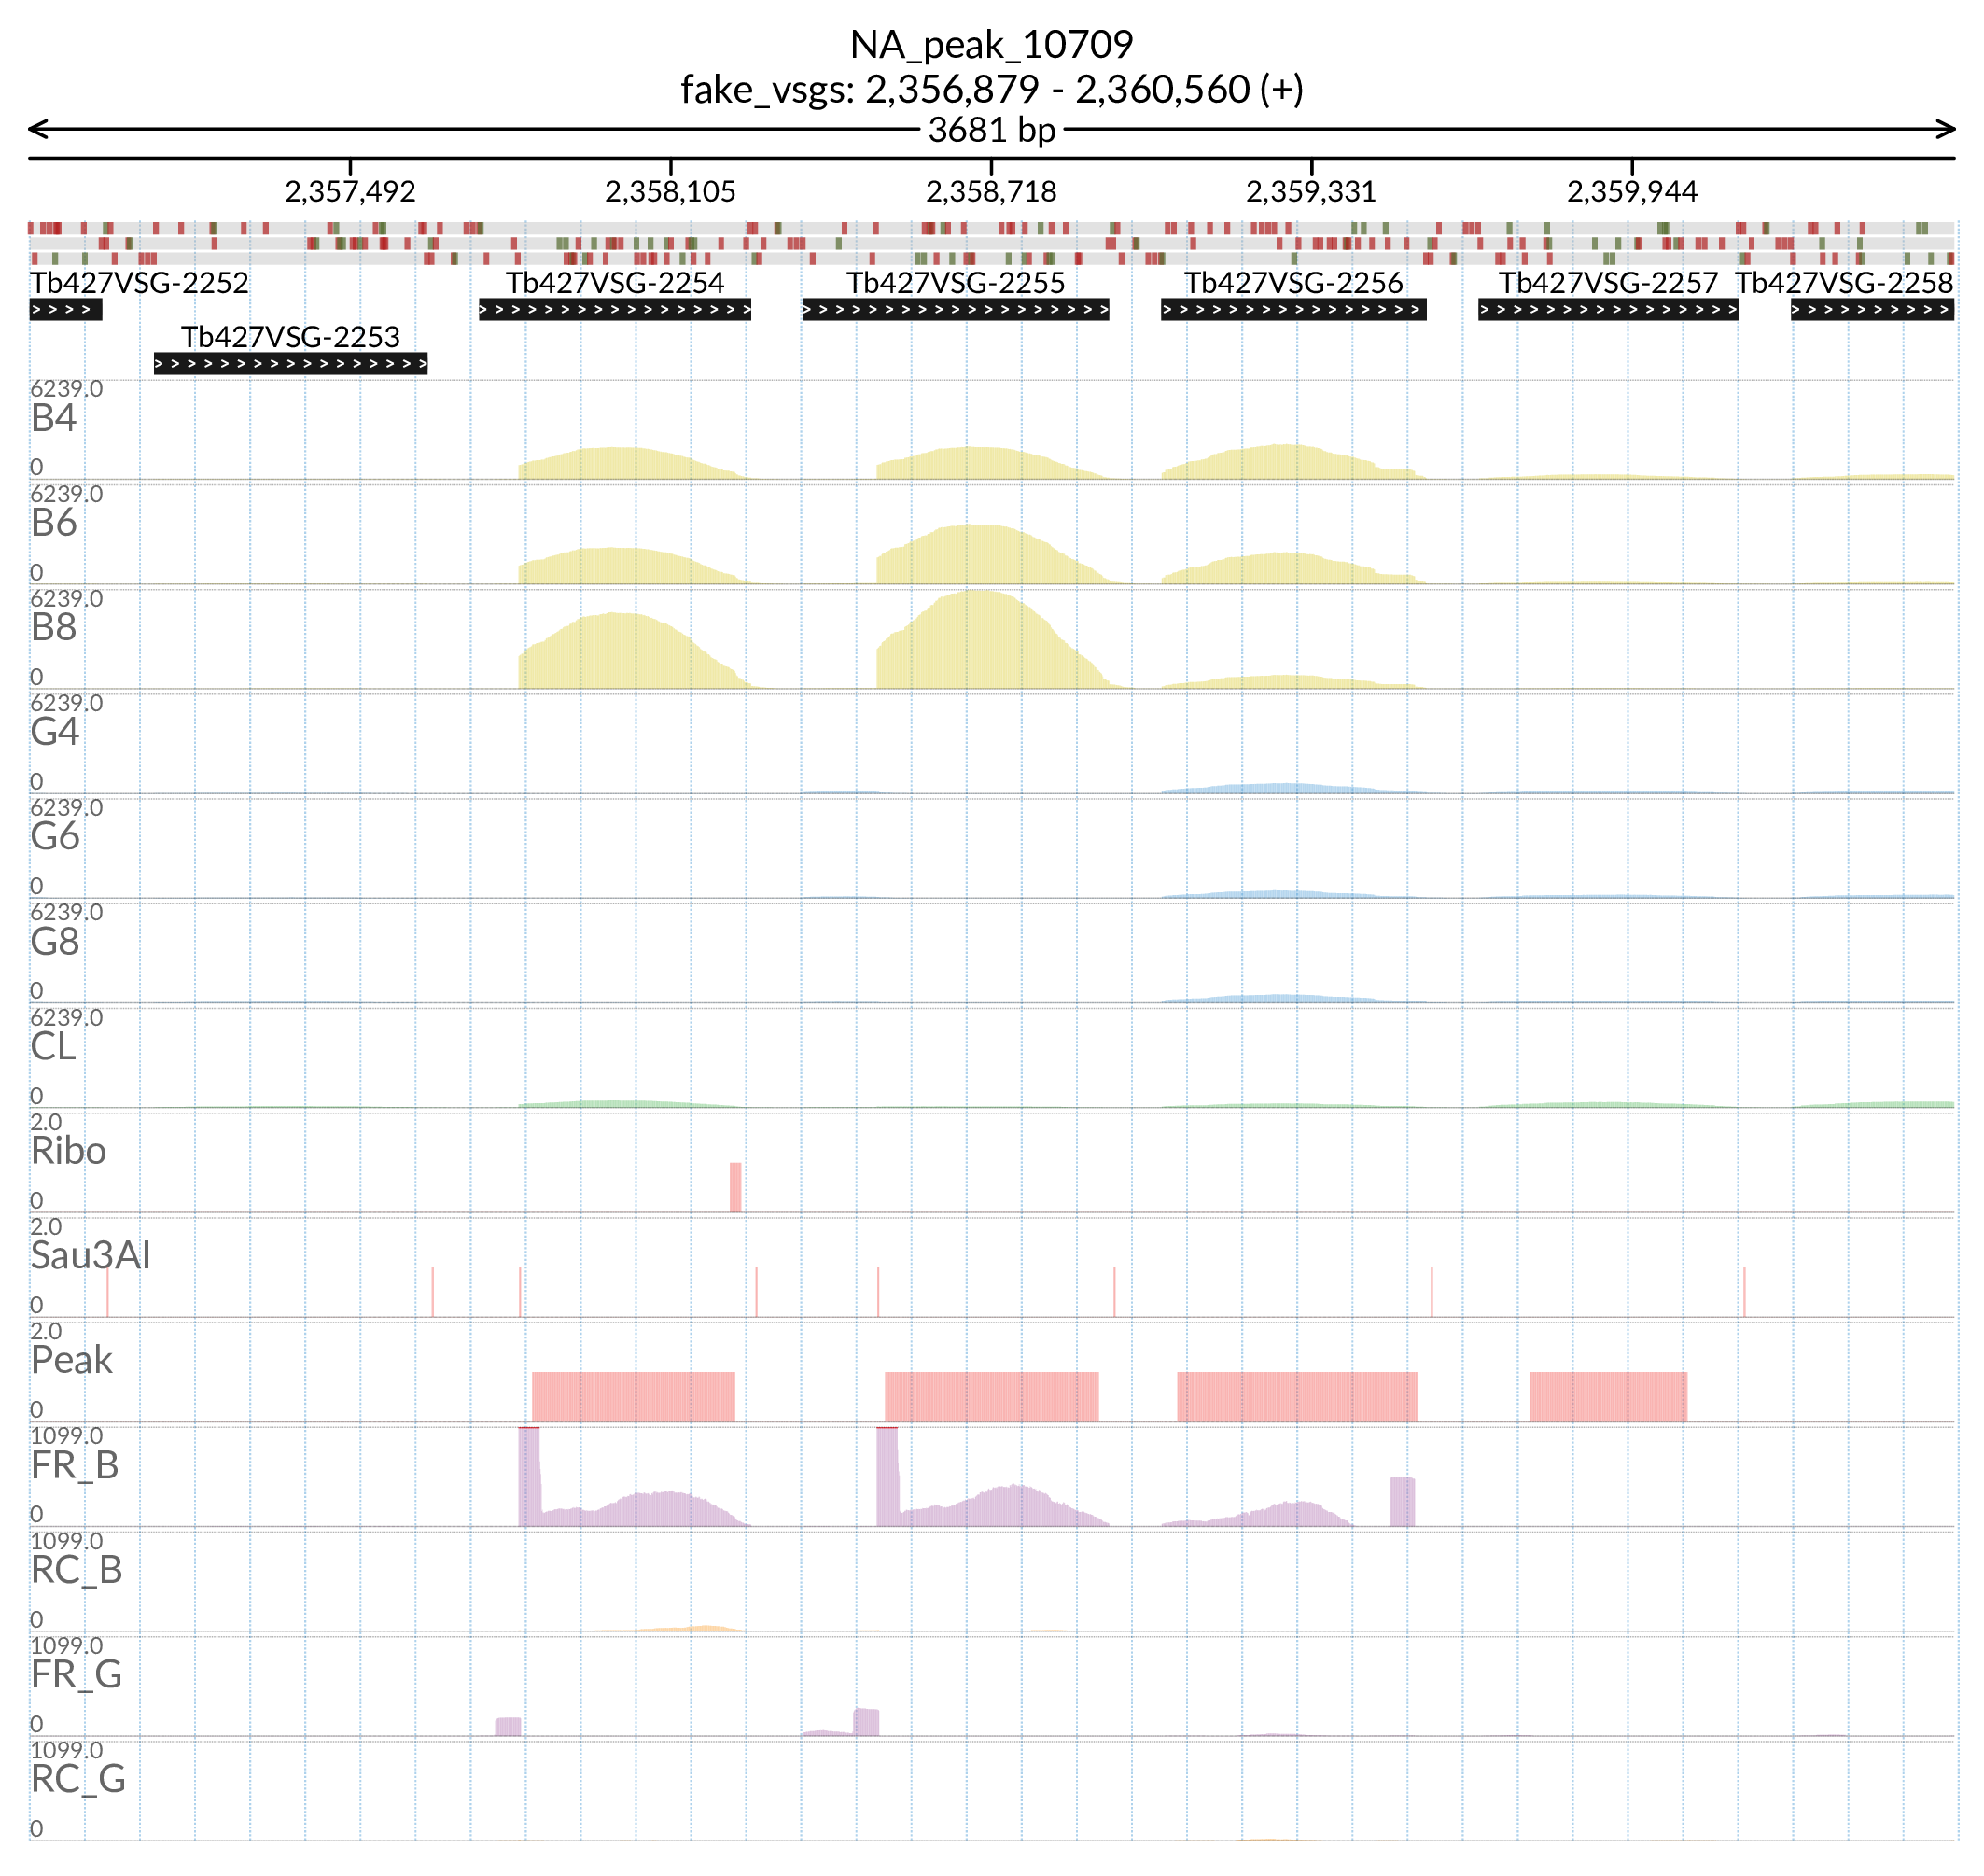 NA_peak_10709
fake_vsgs: 2,356,879 - 2,360,560 (+)
3681 bp
2,357,492 2,358,105 2,358,718 2,359,331 2,359,944
Tb427VSG-2252 Tb427VSG-2254 Tb427VSG-2255 Tb427VSG-2256 Tb427VSG-2257 Tb427VSG-2258
Tb427VSG-2253
6239.0
B4
0
6239.0
B6
0
6239.0
B8
0
6239.0
G4
0
6239.0
G6
0
6239.0
G8
0
6239.0
CL
0
2.0
Ribo
0
2.0
Sau3AI
0
2.0
Peak
0
1099.0
FR_B
0
1099.0
RC_B
0
1099.0
FR_G
0
1099.0
RC_G
0